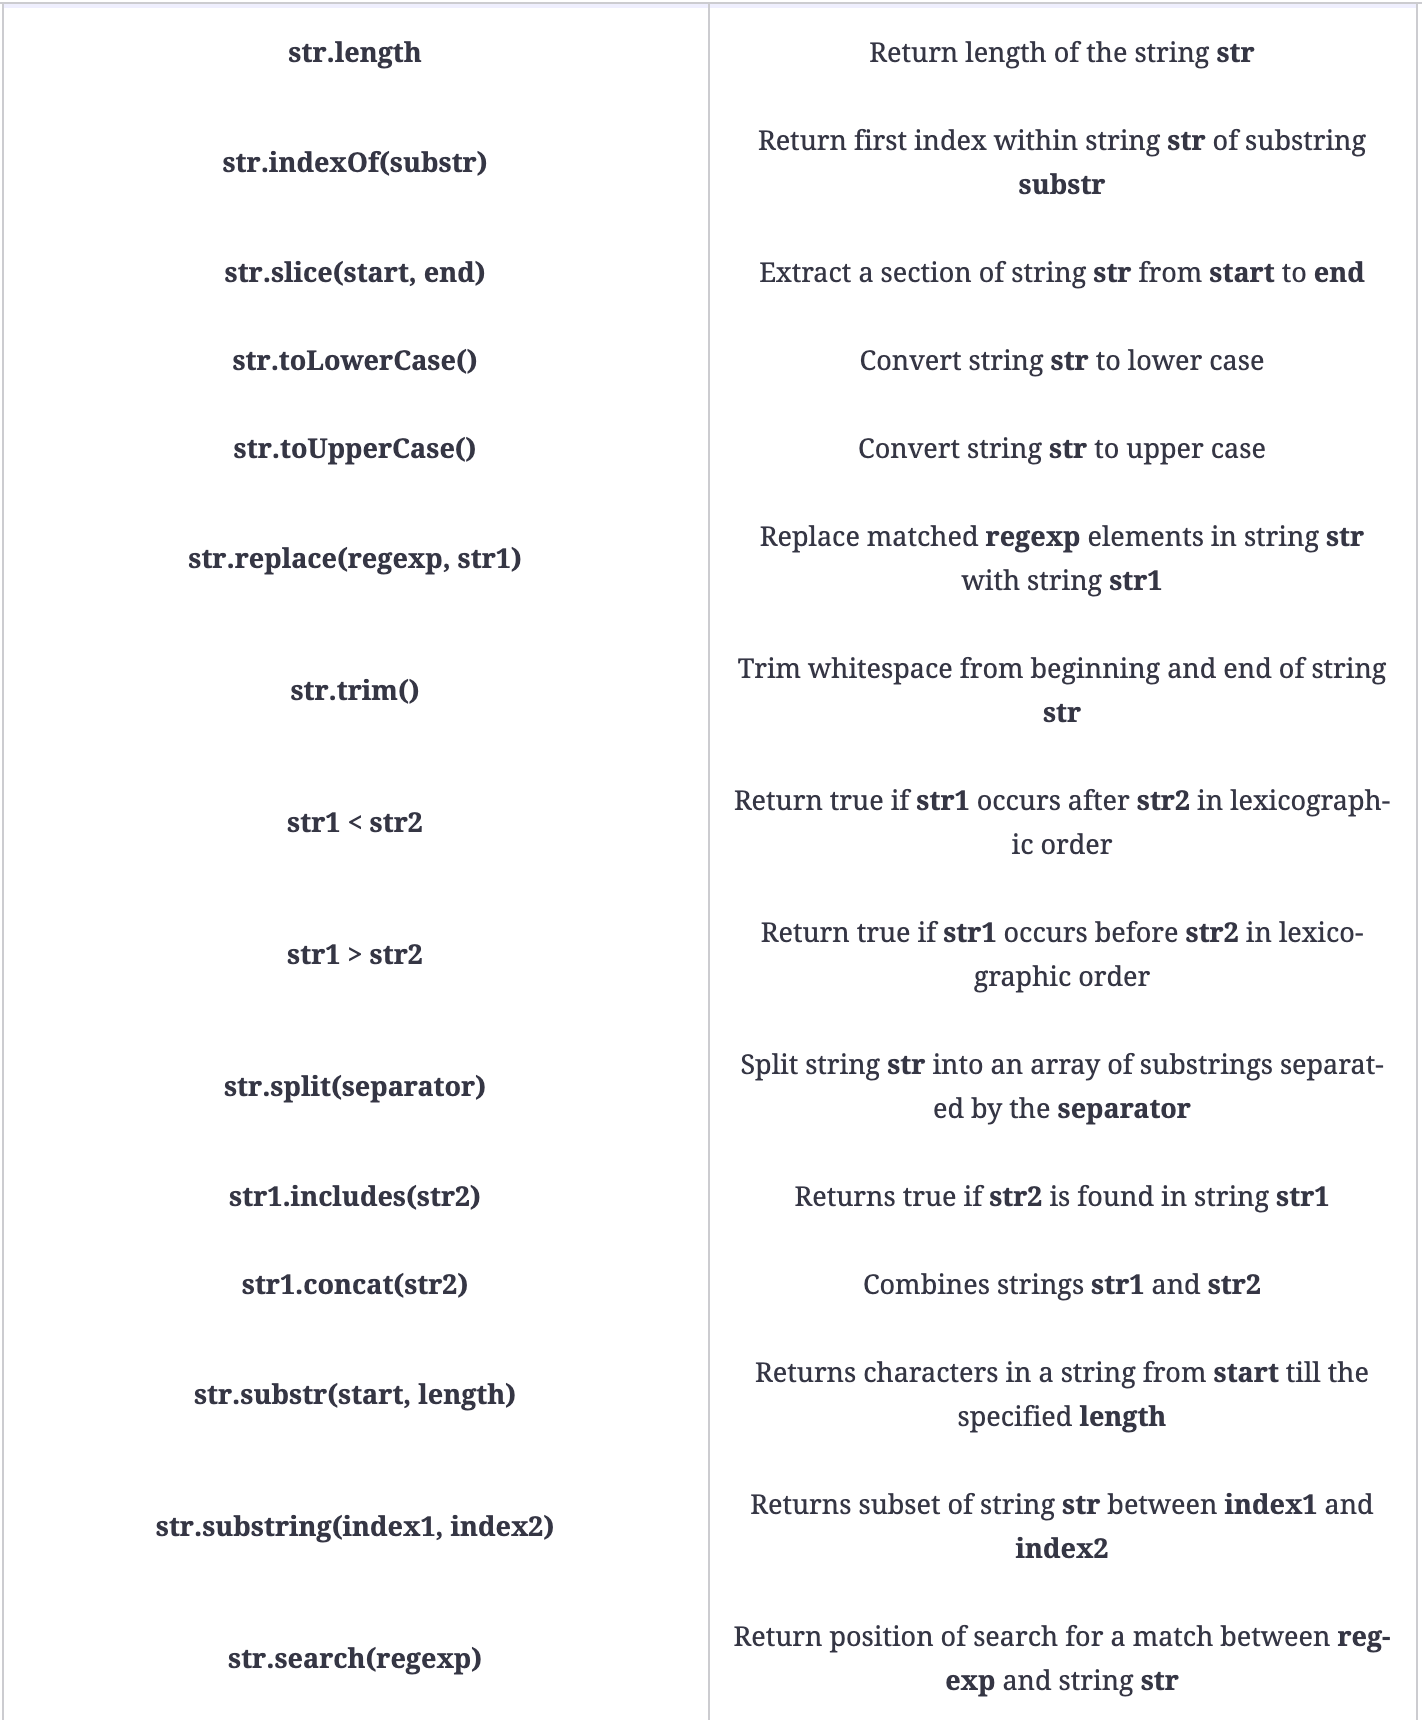 str.length
Return length of the string str
str.indexOf(substr)
Return first index within string str of substring
substr
str.slice(start, end)
Extract a section of string str from start to end
str.toLowerCase()
Convert string str to lower case
str.toUpperCase()
Convert string str to upper case
str.replace(regexp, str1)
Replace matched regexp elements in string str
with string str1
str.trim()
Trim whitespace from beginning and end of string
str
str1 < str2
Return true if str1 occurs after str2 in lexicograph-
ic order
str1 > str2
Return true if str1 occurs before str2 in lexico-
graphic order
str.split(separator)
Split string str into an array of substrings separat-
ed by the separator
str1.includes(str2)
Returns true if str2 is found in string str1
str1.concat(str2)
Combines strings str1 and str2
str.substr(start, length)
Returns characters in a string from start till the
specified length
str.substring(index1, index2)
Returns subset of string str between index1 and
index2
str.search(regexp)
Return position of search for a match between reg-
exp and string str